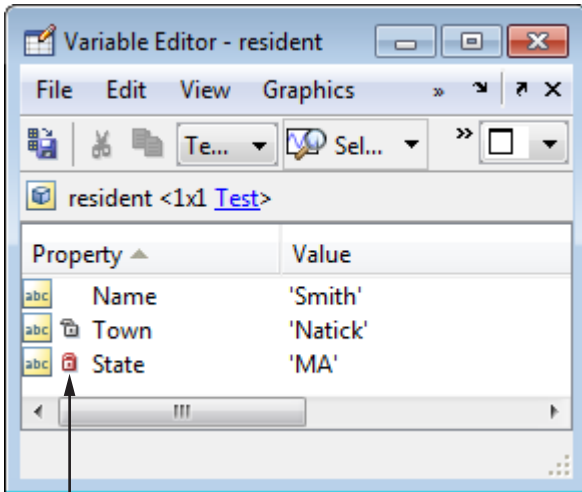 Variable Editor - resident
File Edit View Graphics »
Te... Sel... »
resident <1x1 Test>
Property Value
abc Name 'Smith'
abc Town 'Natick'
abc State 'MA'